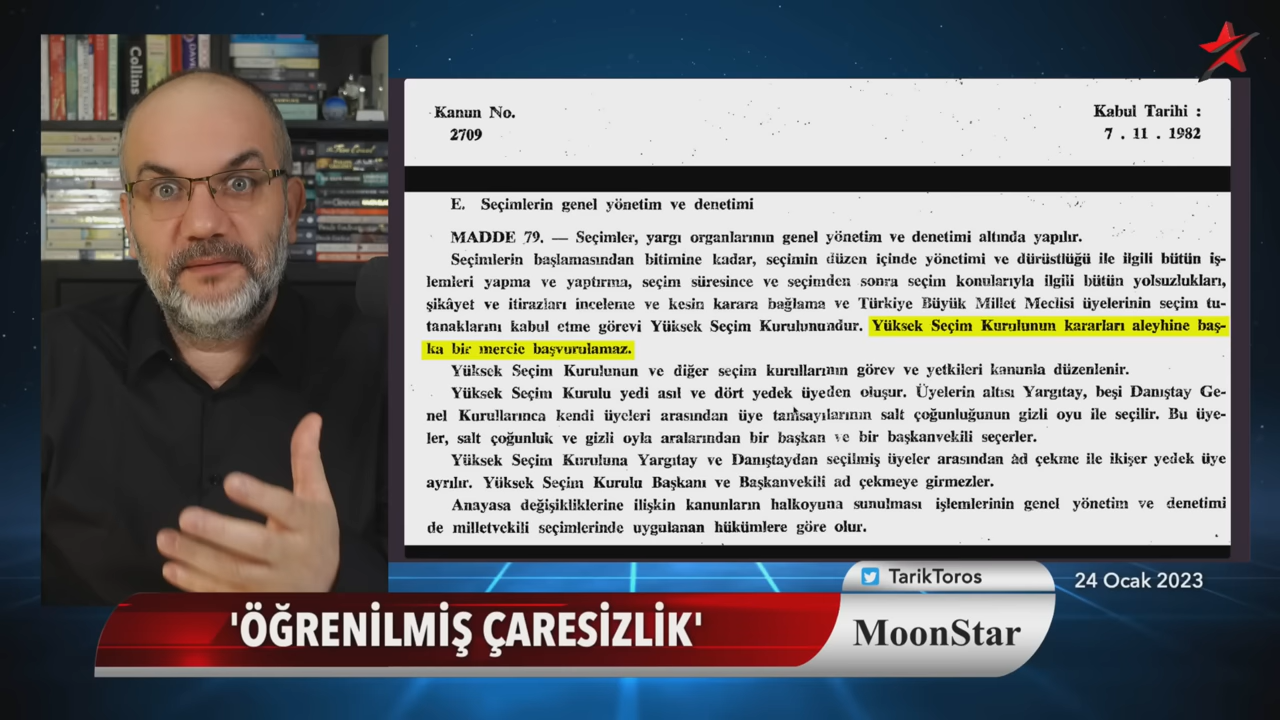 Collins
Kanun No.
2709
Kabul Tarihi :
7 . 11 . 1982
E. Seçimlerin genel yönetim ve denetimi
MADDE 79. — Seçimler, yargı organlarının genel yönetim ve denetimi altında yapılır.
Seçimlerin başlamasından bitimine kadar, seçimin düzen içinde yönetimi ve dürüstlüğü ile ilgili bütün iş-
lemleri yapma ve yaptırma, seçim süresince ve seçimden sonra seçim konularıyla ilgili bütün yolsuzlukları,
şikâyet ve itirazları inceleme ve kesin karara bağlama ve Türkiye Büyük Millet Meclisi üyelerinin seçim tu-
tanaklarını kabul etme görevi Yüksek Seçim Kurulunundur. Yüksek Seçim Kurulunun kararları aleyhine baş-
ka bir mercie başvurulamaz.
Yüksek Seçim Kurulunun ve diğer seçim kurullarının görev ve yetkileri kanunla düzenlenir.
Yüksek Seçim Kurulu yedi asıl ve dört yedek üyeden oluşur. Üyelerin altısı Yargıtay, beşi Danıştay Ge-
nel Kurullarınca kendi üyeleri arasından üye tamsayılarının salt çoğunluğunun gizli oyu ile seçilir. Bu üye-
ler, salt çoğunluk ve gizli oyla aralarından bir başkan ve bir başkanvekili seçerler.
Yüksek Seçim Kuruluna Yargıtay ve Danıştaydan seçilmiş üyeler arasından ad çekme ile ikişer yedek üye
ayrılır. Yüksek Seçim Kurulu Başkanı ve Başkanvekili ad çekmeye girmezler.
Anayasa değişikliklerine ilişkin kanunların halkoyuna sunulması işlemlerinin genel yönetim ve denetimi
de milletvekili seçimlerinde uygulanan hükümlere göre olur.
TarikToros
24 Ocak 2023
'ÖĞRENİLMİŞ ÇARESİZLİK'
MoonStar